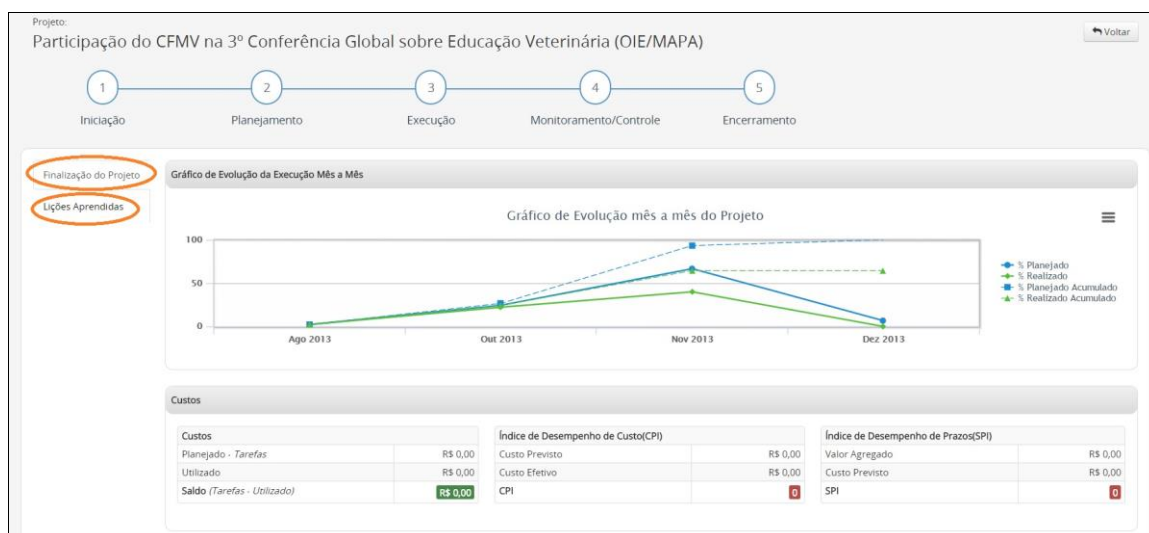 Projeto:
Participação do CFMV na 3º Conferência Global sobre Educação Veterinária (OIE/MAPA)
Voltar
1 2 3 4 5
Iniciação Planejamento Execução Monitoramento/Controle Encerramento
Finalização do Projeto
Lições Aprendidas
Gráfico de Evolução da Execução Mês a Mês
Gráfico de Evolução mês a mês do Projeto
100
50
0
Ago 2013 Out 2013 Nov 2013 Dez 2013
% Planejado
% Realizado
% Planejado Acumulado
% Realizado Acumulado
Custos
Custos
Planejado - Tarefas R$ 0,00
Utilizado R$ 0,00
Saldo (Tarefas - Utilizado) R$ 0,00
Índice de Desempenho de Custo(CPI)
Custo Previsto R$ 0,00
Custo Efetivo R$ 0,00
CPI 0
Índice de Desempenho de Prazos(SPI)
Valor Agregado R$ 0,00
Custo Previsto R$ 0,00
SPI 0